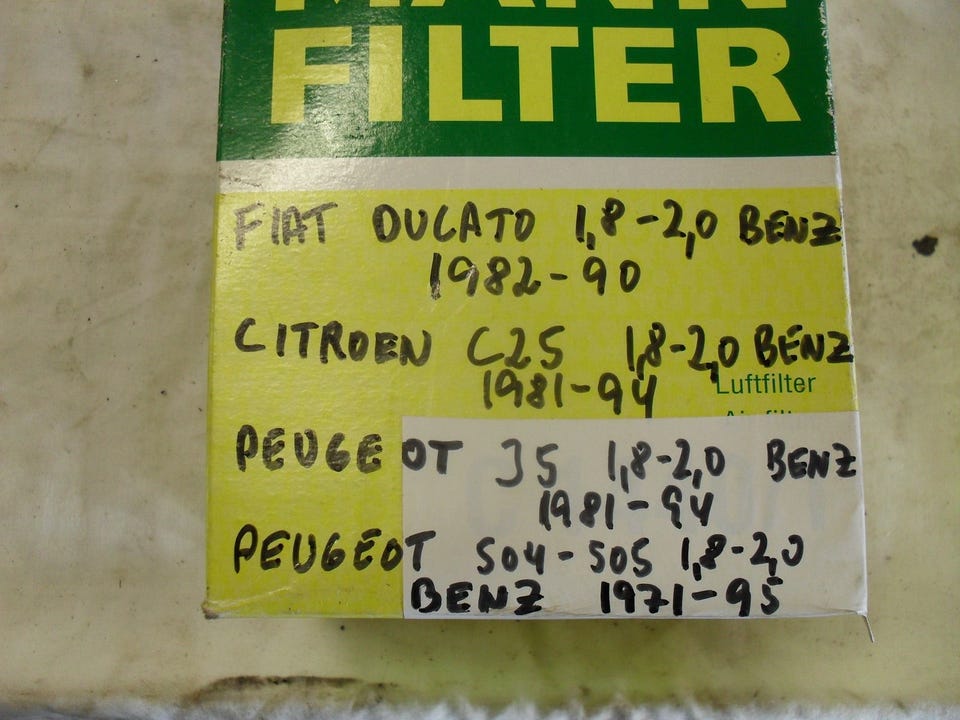 MANN
FILTER
FIAT DUCATO 1,8-2,0 BENZ
1982-90
CITROEN C25 1,8-2,0 BENZ
1981-94
Luftfilter
PEUGEOT J5 1,8-2,0 BENZ
1981-94
PEUGEOT 504-505 1,8-2,0
BENZ 1971-95